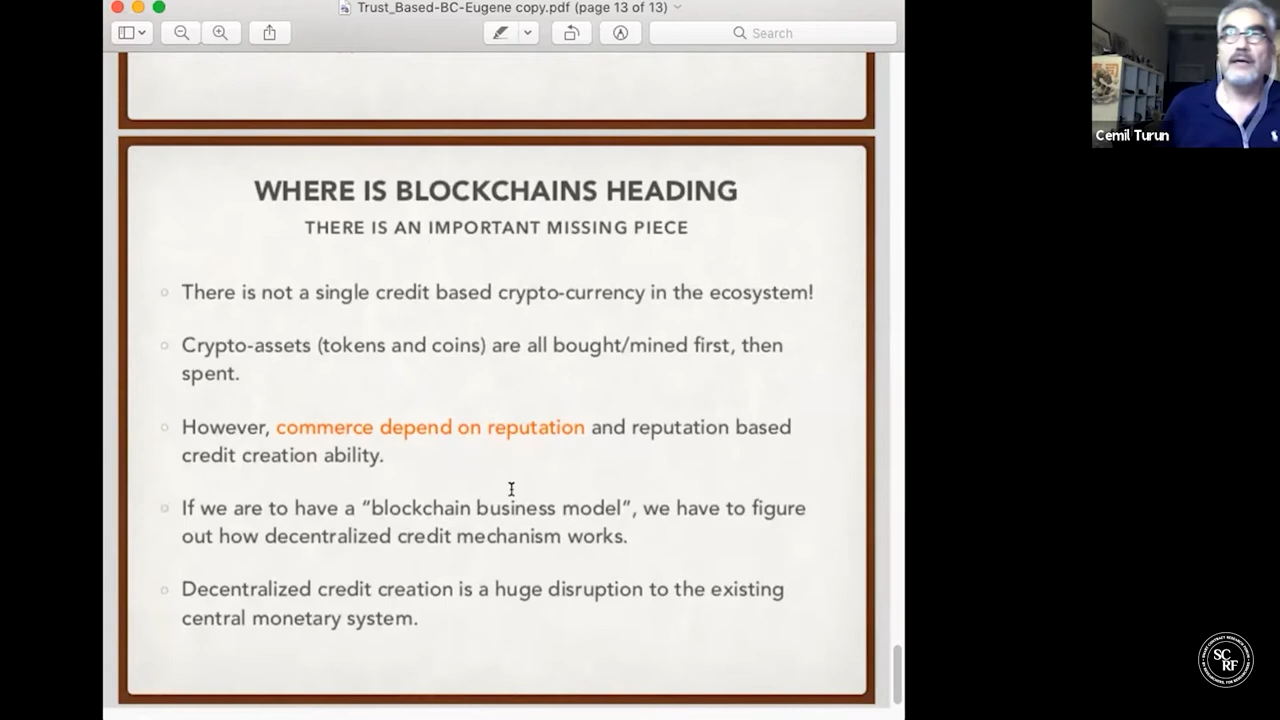 Trust_Based-BC-Eugene copy.pdf (page 13 of 13)
Search
WHERE IS BLOCKCHAINS HEADING
THERE IS AN IMPORTANT MISSING PIECE
There is not a single credit based crypto-currency in the ecosystem!
Crypto-assets (tokens and coins) are all bought/mined first, then
spent.
However, commerce depend on reputation and reputation based
credit creation ability.
If we are to have a “blockchain business model”, we have to figure
out how decentralized credit mechanism works.
Decentralized credit creation is a huge disruption to the existing
central monetary system.
Cemil Turun
SC
RF